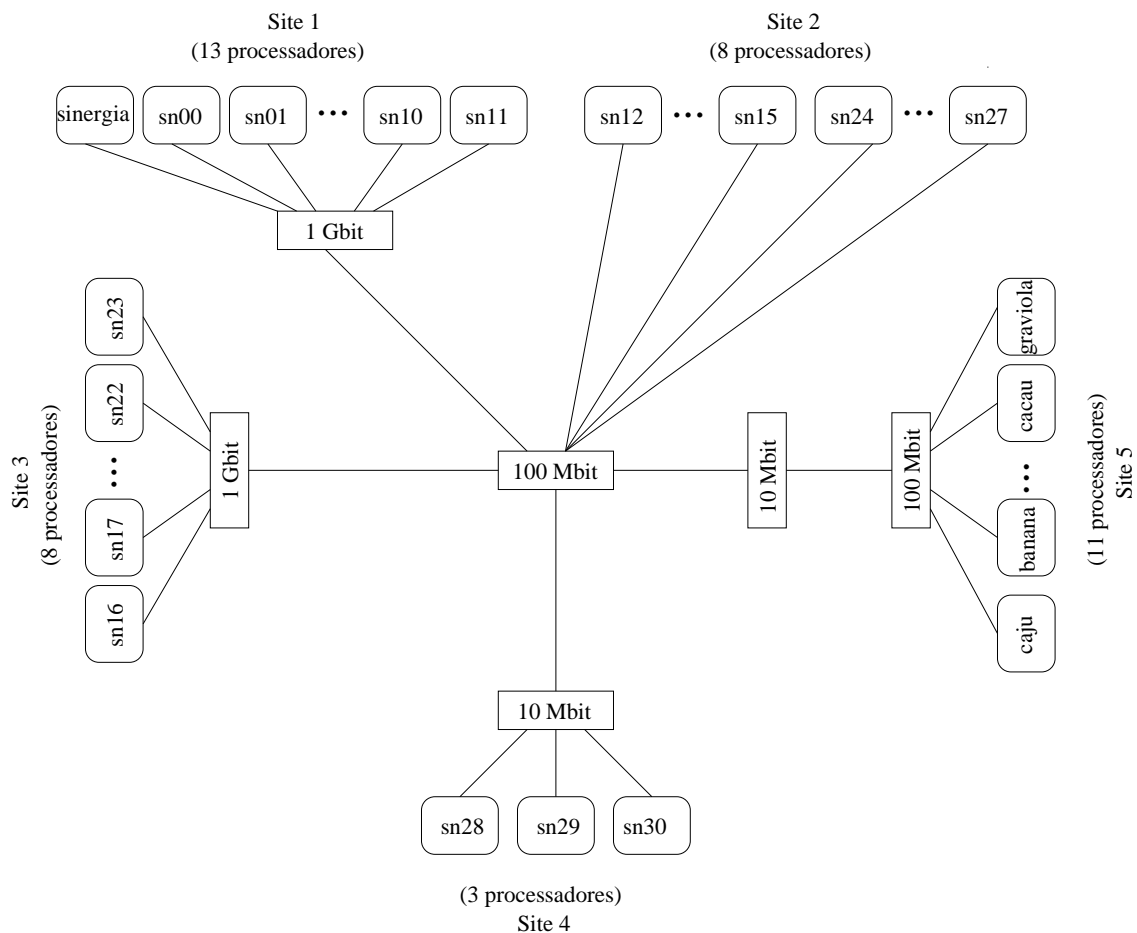 Site 1
(13 processadores)
Site 2
(8 processadores)
sinergia
sn00
sn01
...
sn10
sn11
sn12
...
sn15
sn24
...
sn27
1 Gbit
Site 3
(8 processadores)
sn23
sn22
...
sn17
sn16
1 Gbit
100 Mbit
10 Mbit
100 Mbit
graviola
cacau
...
banana
caju
(11 processadores)
Site 5
10 Mbit
sn28
sn29
sn30
(3 processadores)
Site 4